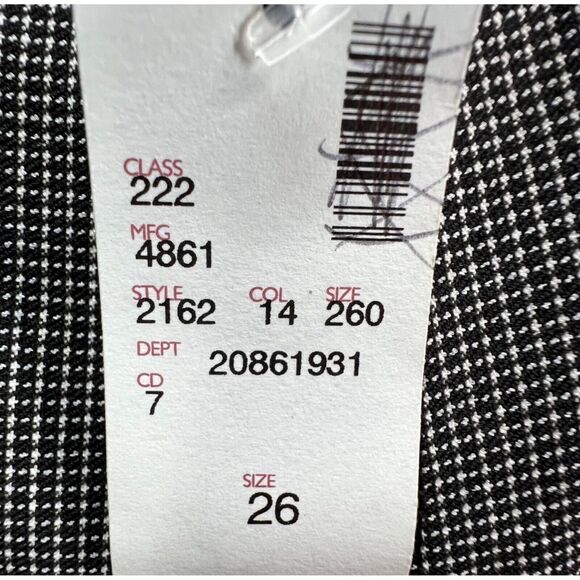 CLASS
222
MFG
4861
STYLE COL SIZE
2162 14 260
DEPT 20861931
CD
7
SIZE
26